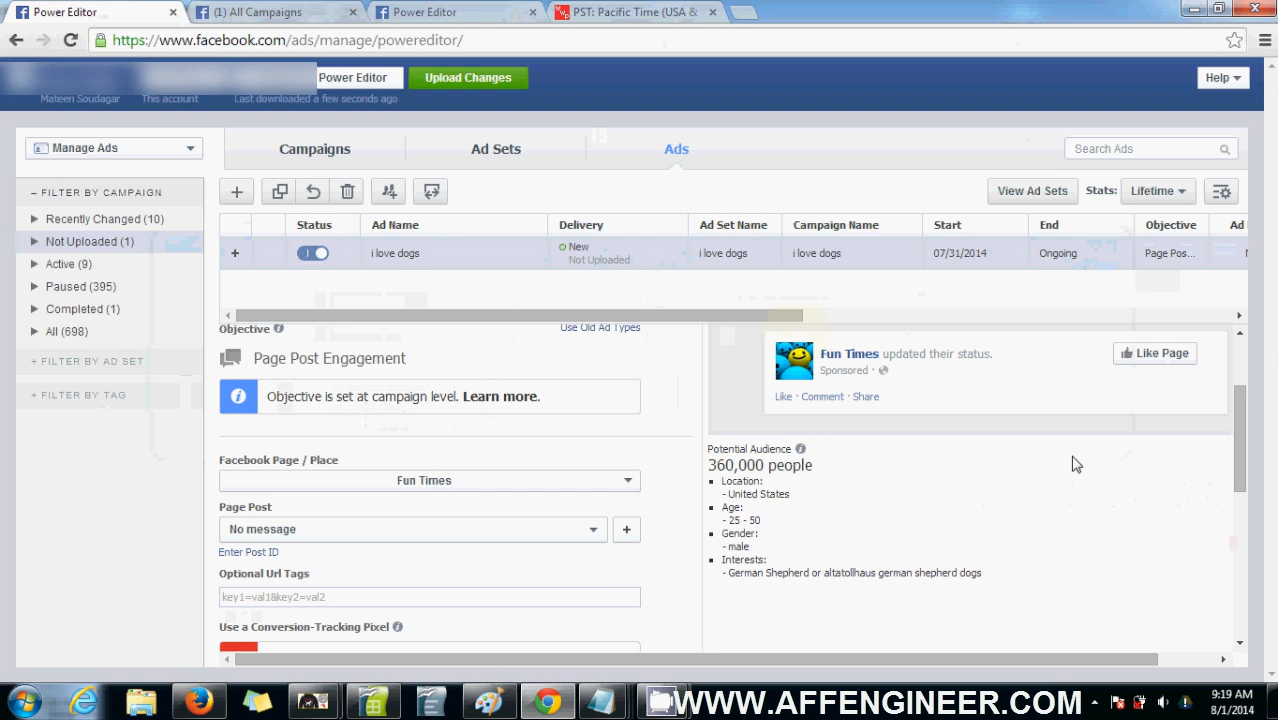 Power Editor
(1) All Campaigns
Power Editor
PST: Pacific Time (USA &
https://www.facebook.com/ads/manage/powereditor/
Power Editor
Upload Changes
Help
Mateen Soudagar
This account
Last downloaded a few seconds ago
Manage Ads
Campaigns
Ad Sets
Ads
Search Ads
– FILTER BY CAMPAIGN
Recently Changed (10)
Not Uploaded (1)
Active (9)
Paused (395)
Completed (1)
All (698)
+ FILTER BY AD SET
+ FILTER BY TAG
View Ad Sets
Stats:
Lifetime
Status
Ad Name
Delivery
Ad Set Name
Campaign Name
Start
End
Objective
Ad
i love dogs
New
Not Uploaded
i love dogs
i love dogs
07/31/2014
Ongoing
Page Pos...
Objective
Use Old Ad Types
Page Post Engagement
Objective is set at campaign level. Learn more.
Facebook Page / Place
Fun Times
Page Post
No message
Enter Post ID
Optional Url Tags
key1=val1&key2=val2
Use a Conversion-Tracking Pixel
Fun Times updated their status.
Sponsored ·
Like Page
Like · Comment · Share
Potential Audience
360,000 people
Location:
- United States
Age:
- 25 - 50
Gender:
- male
Interests:
- German Shepherd or altatollhaus german shepherd dogs
WWW.AFFENGINEER.COM
9:19 AM
8/1/2014